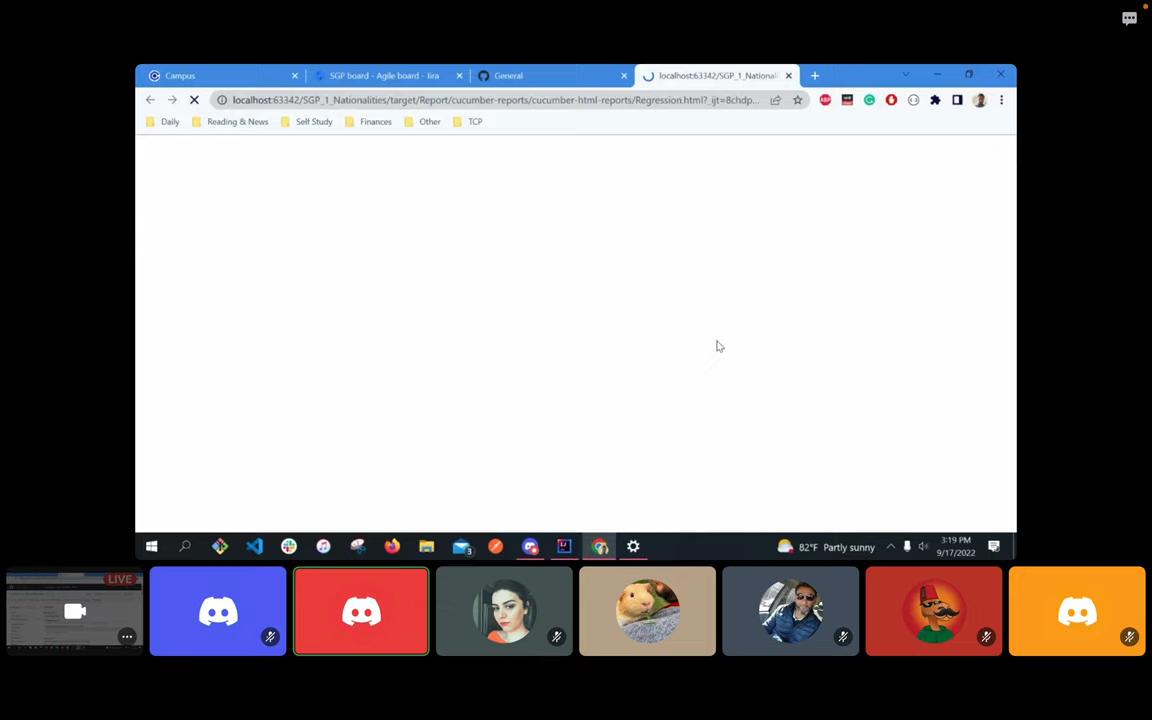 Campus
SGP board - Agile board - Jira
General
localhost:63342/SGP_1_Nationali
localhost:63342/SGP_1_Nationalities/target/Report/cucumber-reports/cucumber-html-reports/Regression.html?_ijt=8chdp...
Daily
Reading & News
Self Study
Finances
Other
TCP
3
82°F Partly sunny
3:19 PM
9/17/2022
LIVE